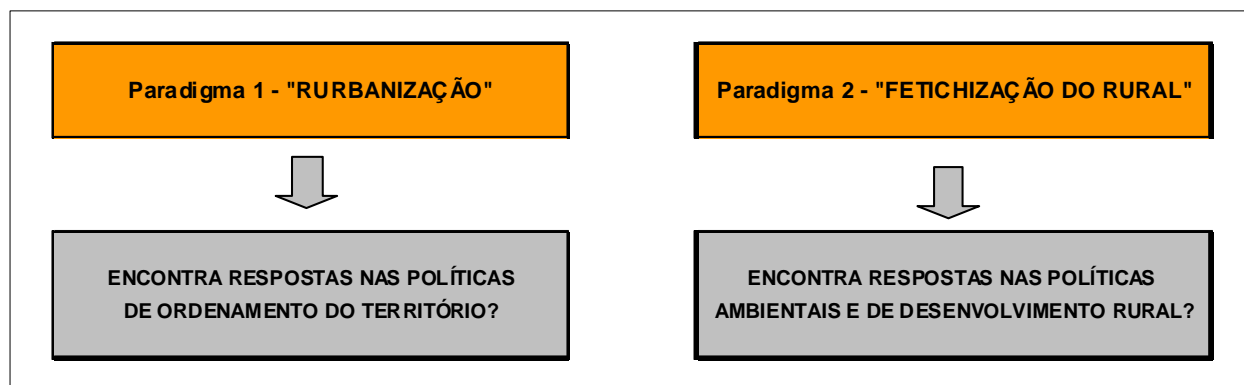 Paradigma 1 - "RURBANIZAÇÃO"
Paradigma 2 - "FETICHIZAÇÃO DO RURAL"
ENCONTRA RESPOSTAS NAS POLÍTICAS
DE ORDENAMENTO DO TERRITÓRIO?
ENCONTRA RESPOSTAS NAS POLÍTICAS
AMBIENTAIS E DE DESENVOLVIMENTO RURAL?